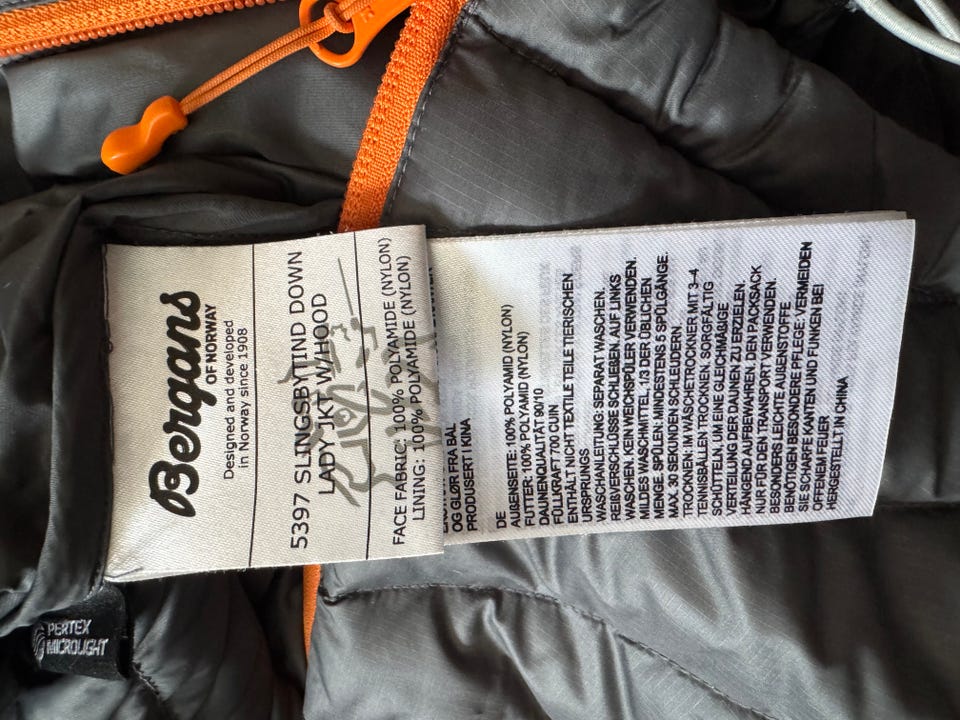 Bergans
OF NORWAY
Designed and developed
in Norway since 1908
5397 SLINGSBYTIND DOWN
LADY JKT W/HOOD
FACE FABRIC: 100% POLYAMIDE (NYLON)
LINING: 100% POLYAMIDE (NYLON)
OG GLØR FRA BÅL
PRODUSERT I KINA
DE
AUßENSEITE: 100% POLYAMID (NYLON)
FUTTER: 100% POLYAMID (NYLON)
DAUNENQUALITÄT 90/10
FÜLLKRAFT 700 CUIN
ENTHÄLT NICHTTEXTILE TEILE TIERISCHEN
URSPRUNGS
WASCHANLEITUNG: SEPARAT WASCHEN.
REIßVERSCHLÜSSE SCHLIEßEN. AUF LINKS
WASCHEN. KEIN WEICHSPÜLER VERWENDEN.
MILDES WASCHMITTEL, 1/3 DER ÜBLICHEN
MENGE. SPÜLEN: MINDESTENS 5 SPÜLGÄNGE.
MAX. 30 SEKUNDEN SCHLEUDERN.
TROCKNEN: IM WÄSCHETROCKNER MIT 3–4
TENNISBÄLLEN TROCKNEN. SORGFÄLTIG
SCHÜTTELN, UM EINE GLEICHMÄßIGE
VERTEILUNG DER DAUNEN ZU ERZIELEN.
HÄNGEND AUFBEWAHREN. DEN PACKSACK
NUR FÜR DEN TRANSPORT VERWENDEN.
BESONDERS LEICHTE AUßENSTOFFE
BENÖTIGEN BESONDERE PFLEGE: VERMEIDEN
SIE SCHARFE KANTEN UND FUNKEN BEI
OFFENEM FEUER
HERGESTELLT IN CHINA
PERTEX
MICROLIGHT